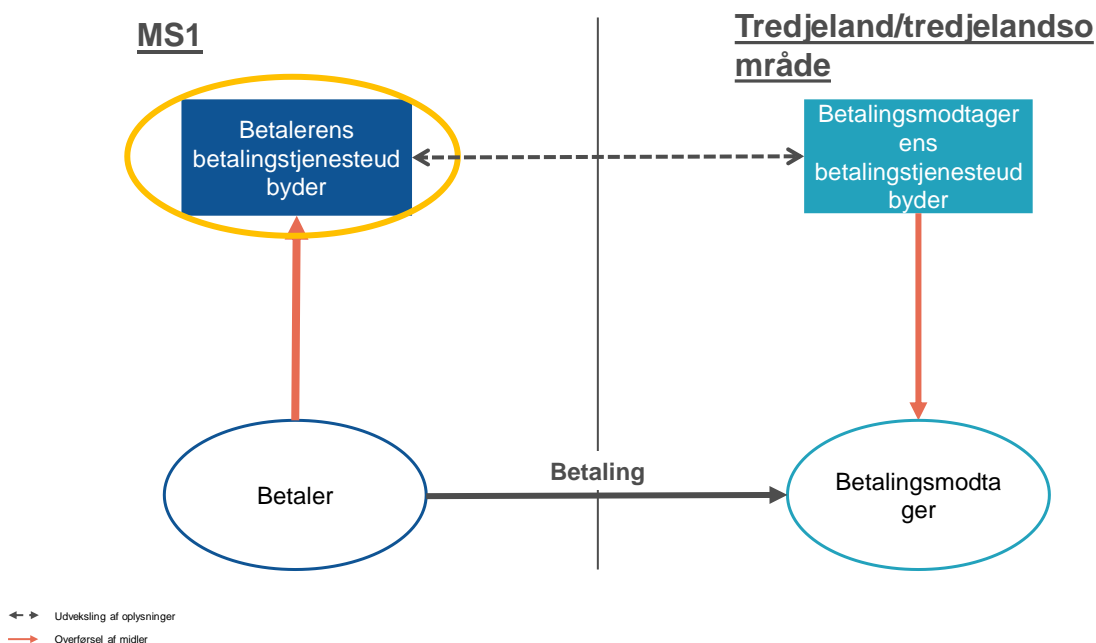 MS1
Tredjeland/tredjelandso
mråde
Betalerens
betalingstjenesteud
byder
Betalingsmodtager
ens
betalingstjenesteud
byder
Betaling
Betaler
Betalingsmodta
ger
Udveksling af oplysninger
Overførsel af midler